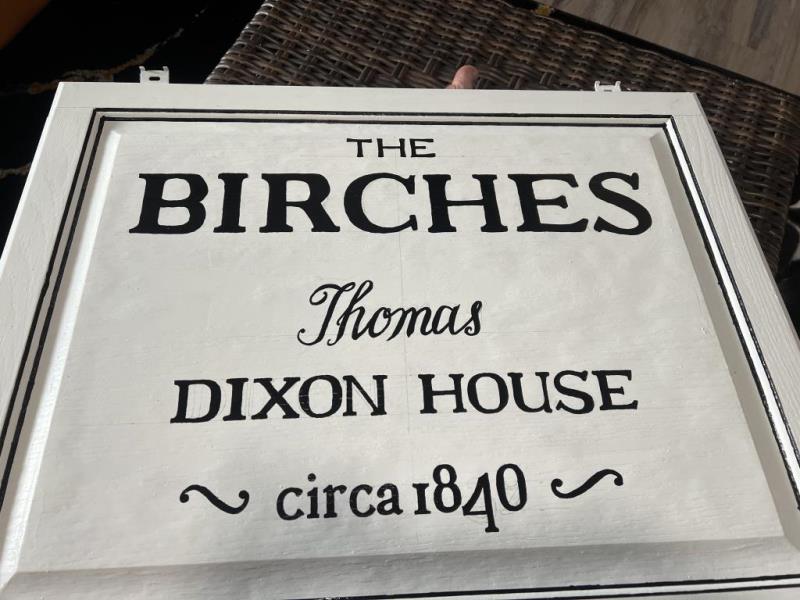 THE
BIRCHES
Thomas
DIXON HOUSE
~ circa 1840 ~